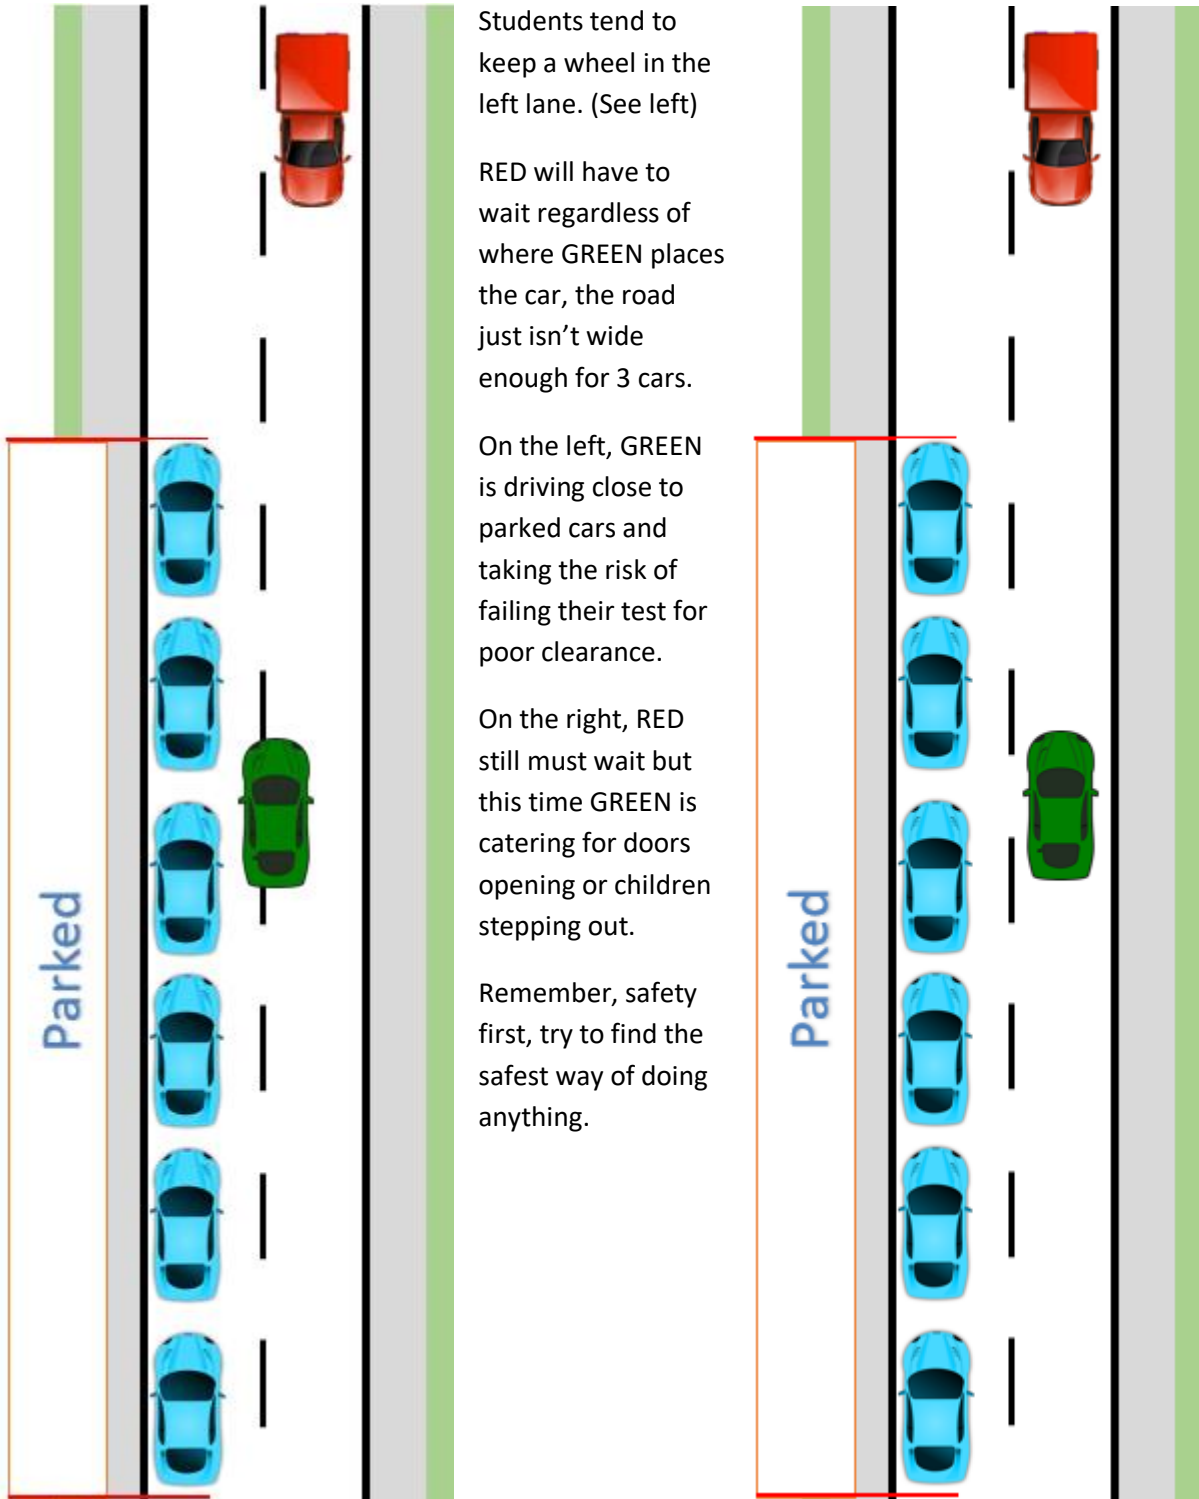 Students tend to
keep a wheel in the
left lane. (See left)
RED will have to
wait regardless of
where GREEN places
the car, the road
just isn’t wide
enough for 3 cars.
On the left, GREEN
is driving close to
parked cars and
taking the risk of
failing their test for
poor clearance.
On the right, RED
still must wait but
this time GREEN is
catering for doors
opening or children
stepping out.
Remember, safety
first, try to find the
safest way of doing
anything.
Parked
Parked